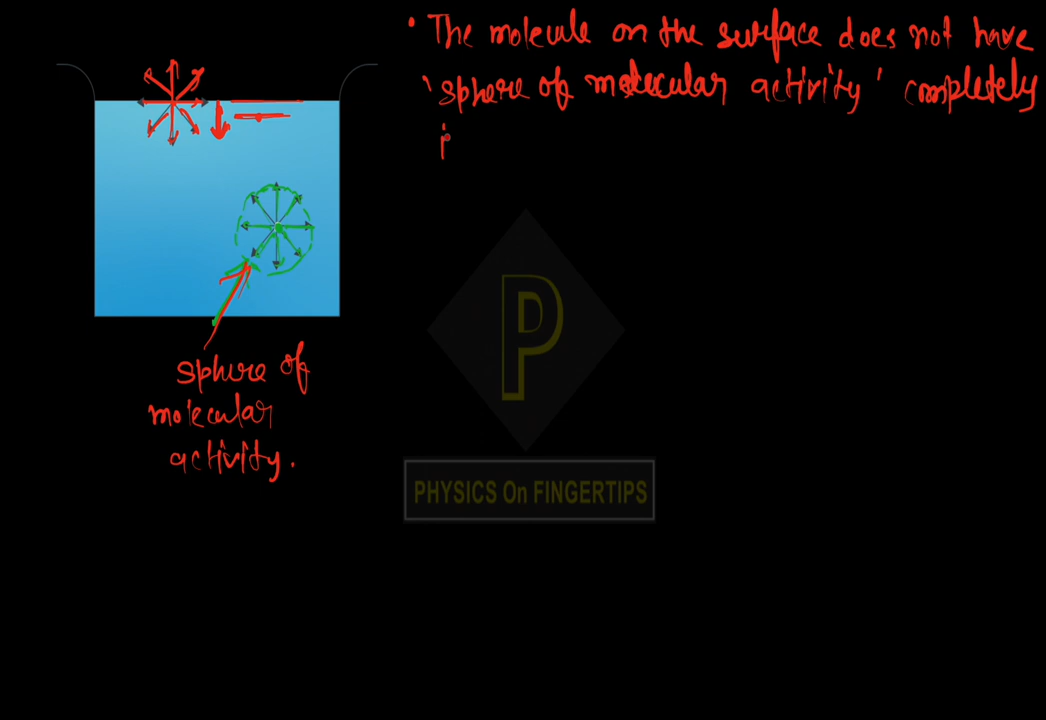 • The molecule on the surface does not have
'sphere of molecular activity' completely
i
sphere of
molecular
activity.
P
PHYSICS On FINGERTIPS